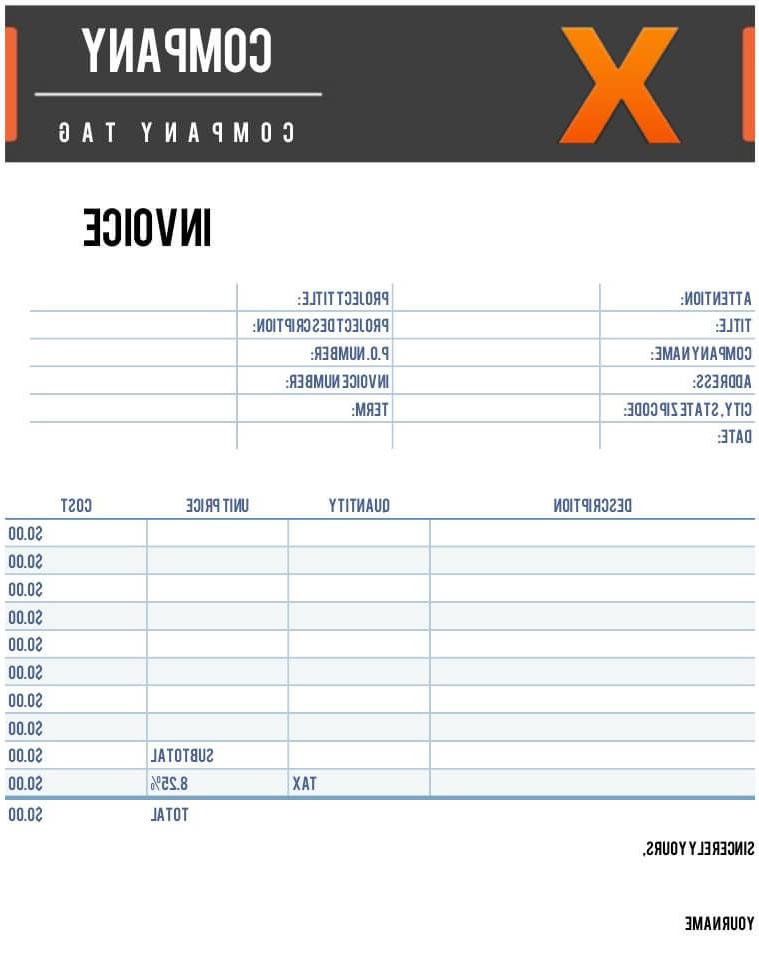 COMPANY
X
COMPANY TAG
INVOICE
ATTENTION: PROJECT TITLE:
TITLE: PROJECT DESCRIPTION:
COMPANY NAME: P.O. NUMBER:
ADDRESS: INVOICE NUMBER:
CITY, STATE ZIP CODE: TERM:
DATE:
DESCRIPTION QUANTITY UNIT PRICE COST
$0.00
$0.00
$0.00
$0.00
$0.00
$0.00
$0.00
$0.00
SUBTOTAL $0.00
TAX 8.25% $0.00
TOTAL $0.00
SINCERELY YOURS,
YOUR NAME